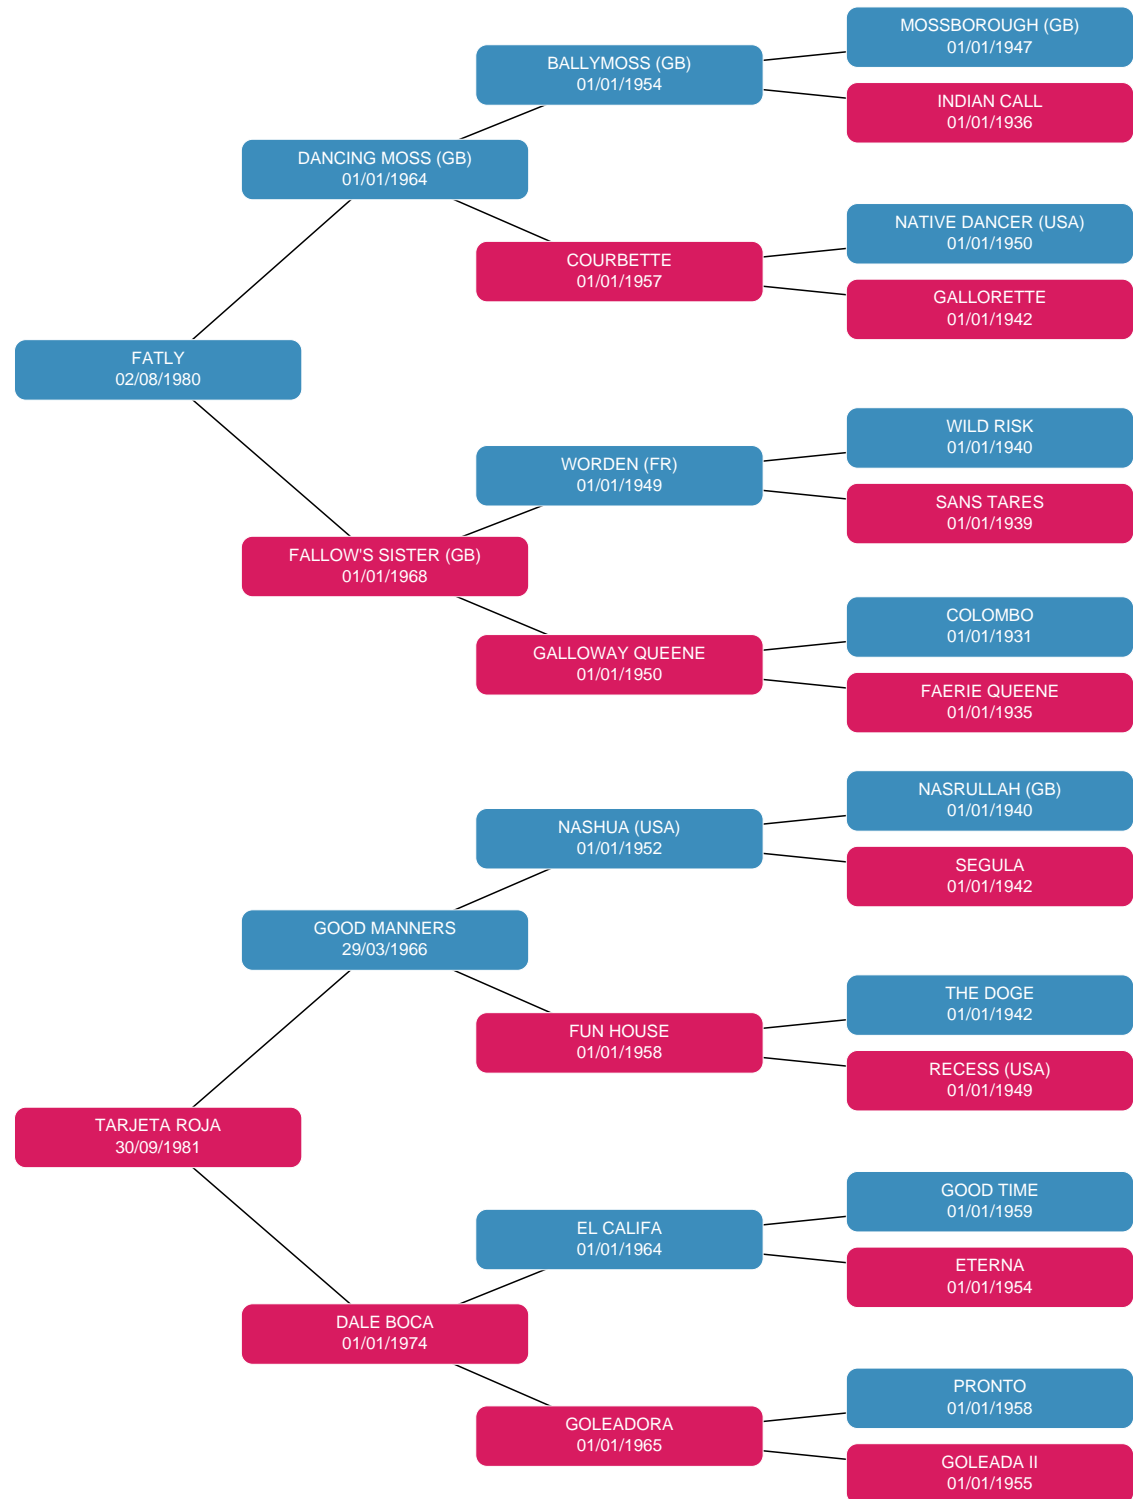 MOSSBOROUGH (GB)
01/01/1947
BALLYMOSS (GB)
01/01/1954
INDIAN CALL
01/01/1936
DANCING MOSS (GB)
01/01/1964
NATIVE DANCER (USA)
01/01/1950
COURBETTE
01/01/1957
GALLORETTE
01/01/1942
FATLY
02/08/1980
WILD RISK
01/01/1940
WORDEN (FR)
01/01/1949
SANS TARES
01/01/1939
FALLOW'S SISTER (GB)
01/01/1968
COLOMBO
01/01/1931
GALLOWAY QUEENE
01/01/1950
FAERIE QUEENE
01/01/1935
NASRULLAH (GB)
01/01/1940
NASHUA (USA)
01/01/1952
SEGULA
01/01/1942
GOOD MANNERS
29/03/1966
THE DOGE
01/01/1942
FUN HOUSE
01/01/1958
RECESS (USA)
01/01/1949
TARJETA ROJA
30/09/1981
GOOD TIME
01/01/1959
EL CALIFA
01/01/1964
ETERNA
01/01/1954
DALE BOCA
01/01/1974
PRONTO
01/01/1958
GOLEADORA
01/01/1965
GOLEADA II
01/01/1955